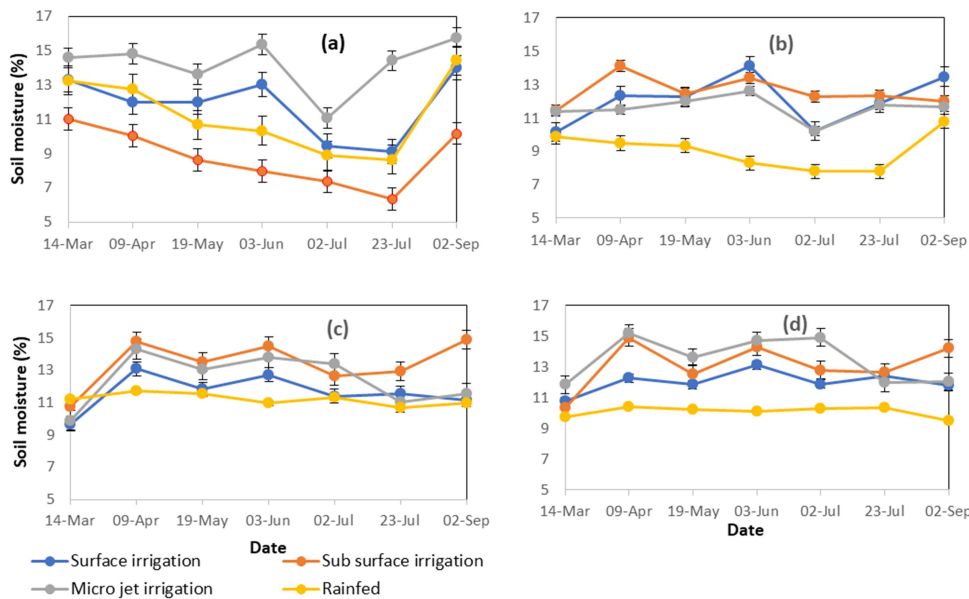 17
15
13
11
9
7
5
Soil moisture (%)
(a)
14-Mar 09-Apr 19-May 03-Jun 02-Jul 23-Jul 02-Sep
17
15
13
11
9
7
5
(b)
14-Mar 09-Apr 19-May 03-Jun 02-Jul 23-Jul 02-Sep
17
15
13
11
9
7
5
Soil moisture (%)
(c)
14-Mar 09-Apr 19-May 03-Jun 02-Jul 23-Jul 02-Sep
Date
17
15
13
11
9
7
5
(d)
14-Mar 09-Apr 19-May 03-Jun 02-Jul 23-Jul 02-Sep
Date
Surface irrigation
Sub surface irrigation
Micro jet irrigation
Rainfed